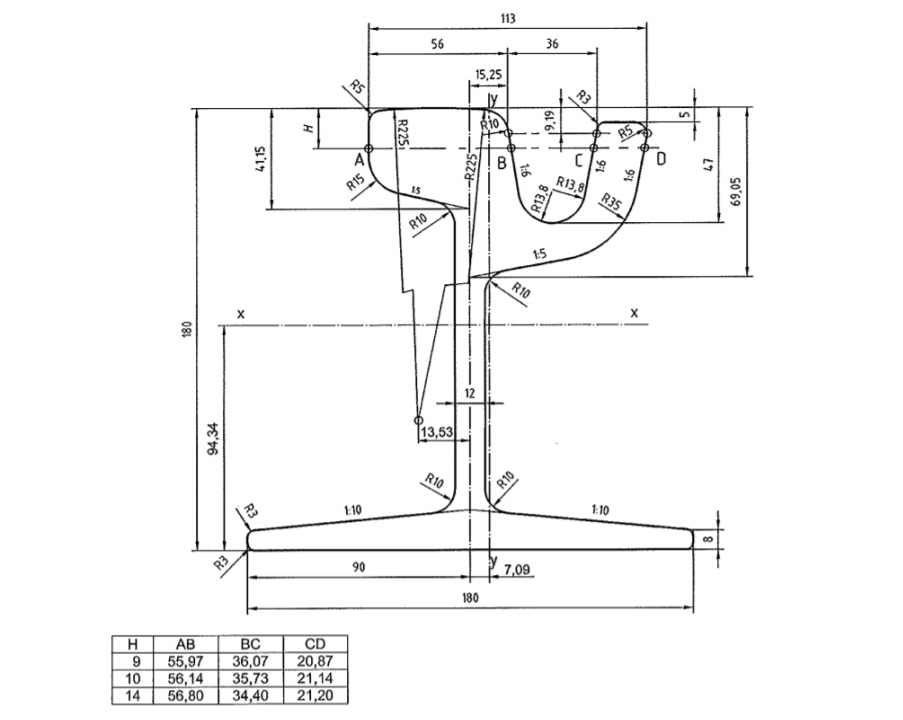 113
56
36
15,25
y
R5
R3
H
R225
R10
9,19
R5
5
41,15
A
B
C
D
R225
1:6
1:6
1:6
47
69,05
R15
1:5
R13,8
R13,8
R35
R10
1:5
R10
x
x
180
94,34
12
13,53
R10
R10
R3
1:10
1:10
8
R3
90
y
7,09
180
H AB BC CD
9 55,97 36,07 20,87
10 56,14 35,73 21,14
14 56,80 34,40 21,20